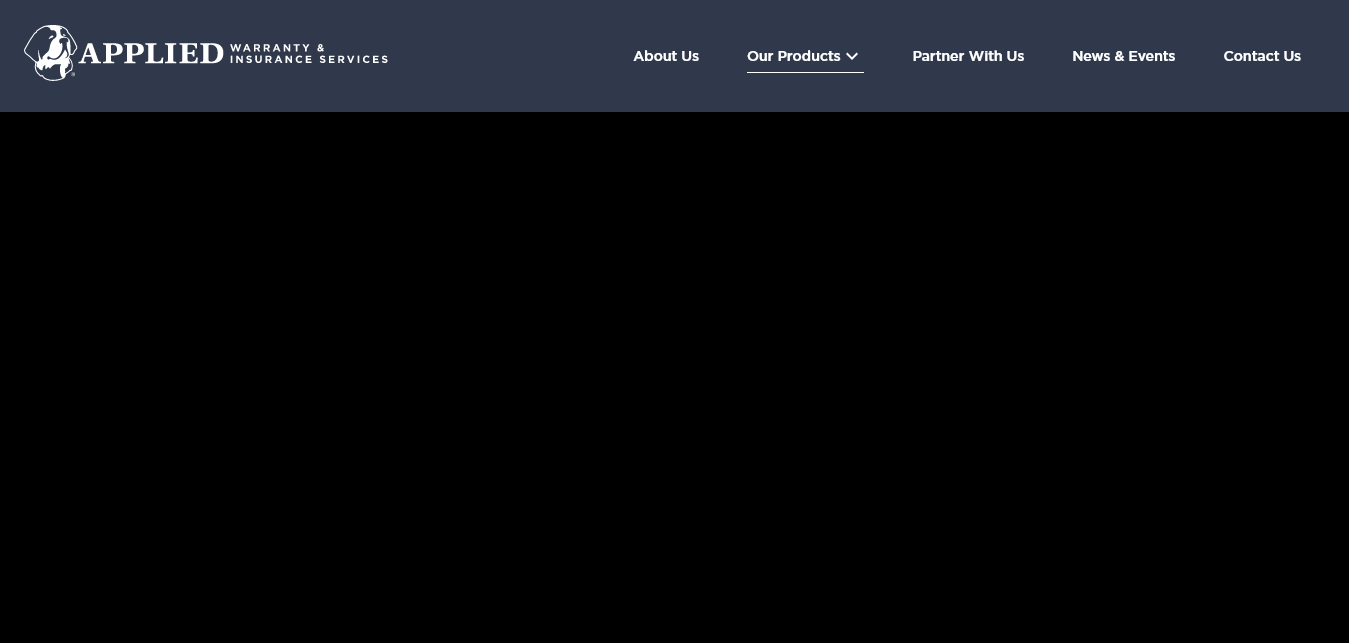 APPLIED WARRANTY &
INSURANCE SERVICES
About Us
Our Products
Partner With Us
News & Events
Contact Us